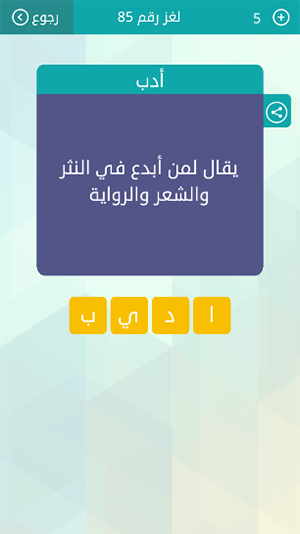 رجوع
لغز رقم 85
5
أدب
يقال لمن أبدع في النثر
والشعر والرواية
ا د ي ب